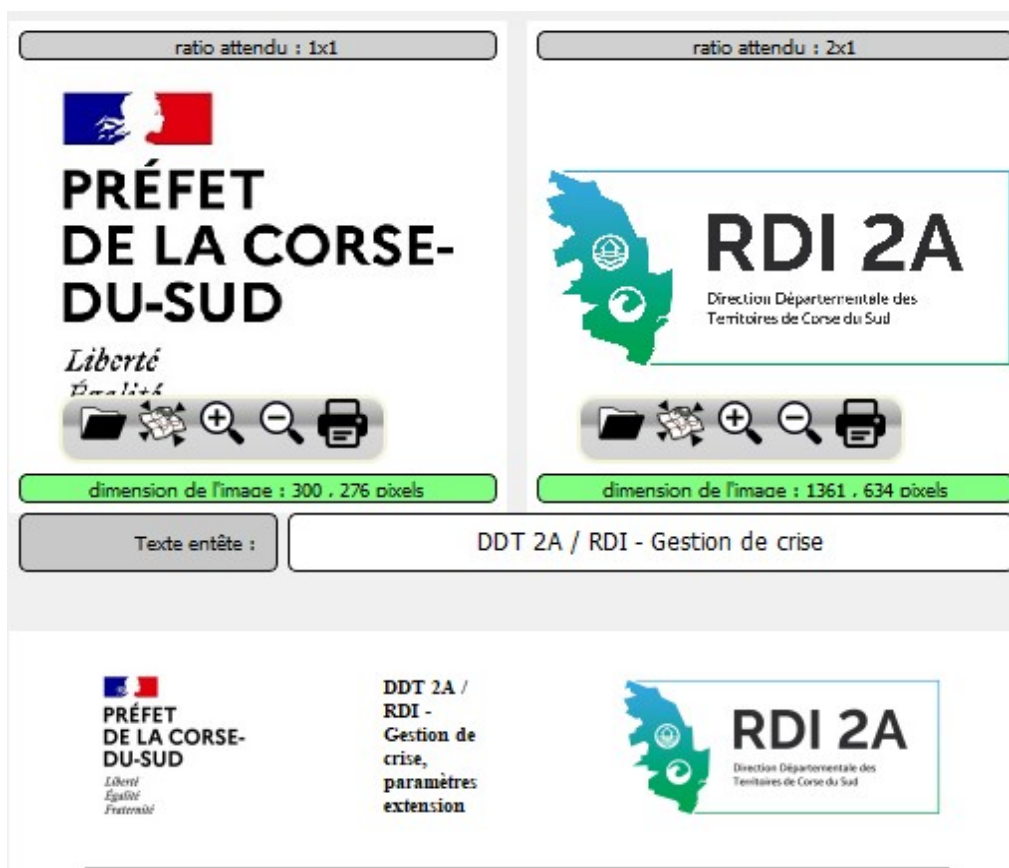 ratio attendu : 1x1
PRÉFET
DE LA CORSE-
DU-SUD
Liberté
Égalité
dimension de l'image : 300 , 276 pixels
ratio attendu : 2x1
RDI 2A
Direction Départementale des
Territoires de Corse du Sud
dimension de l'image : 1361 , 634 pixels
Texte entête :
DDT 2A / RDI - Gestion de crise
PRÉFET
DE LA CORSE-
DU-SUD
Liberté
Égalité
Fraternité
DDT 2A /
RDI -
Gestion de
crise,
paramètres
extension
RDI 2A
Direction Départementale des
Territoires de Corse du Sud